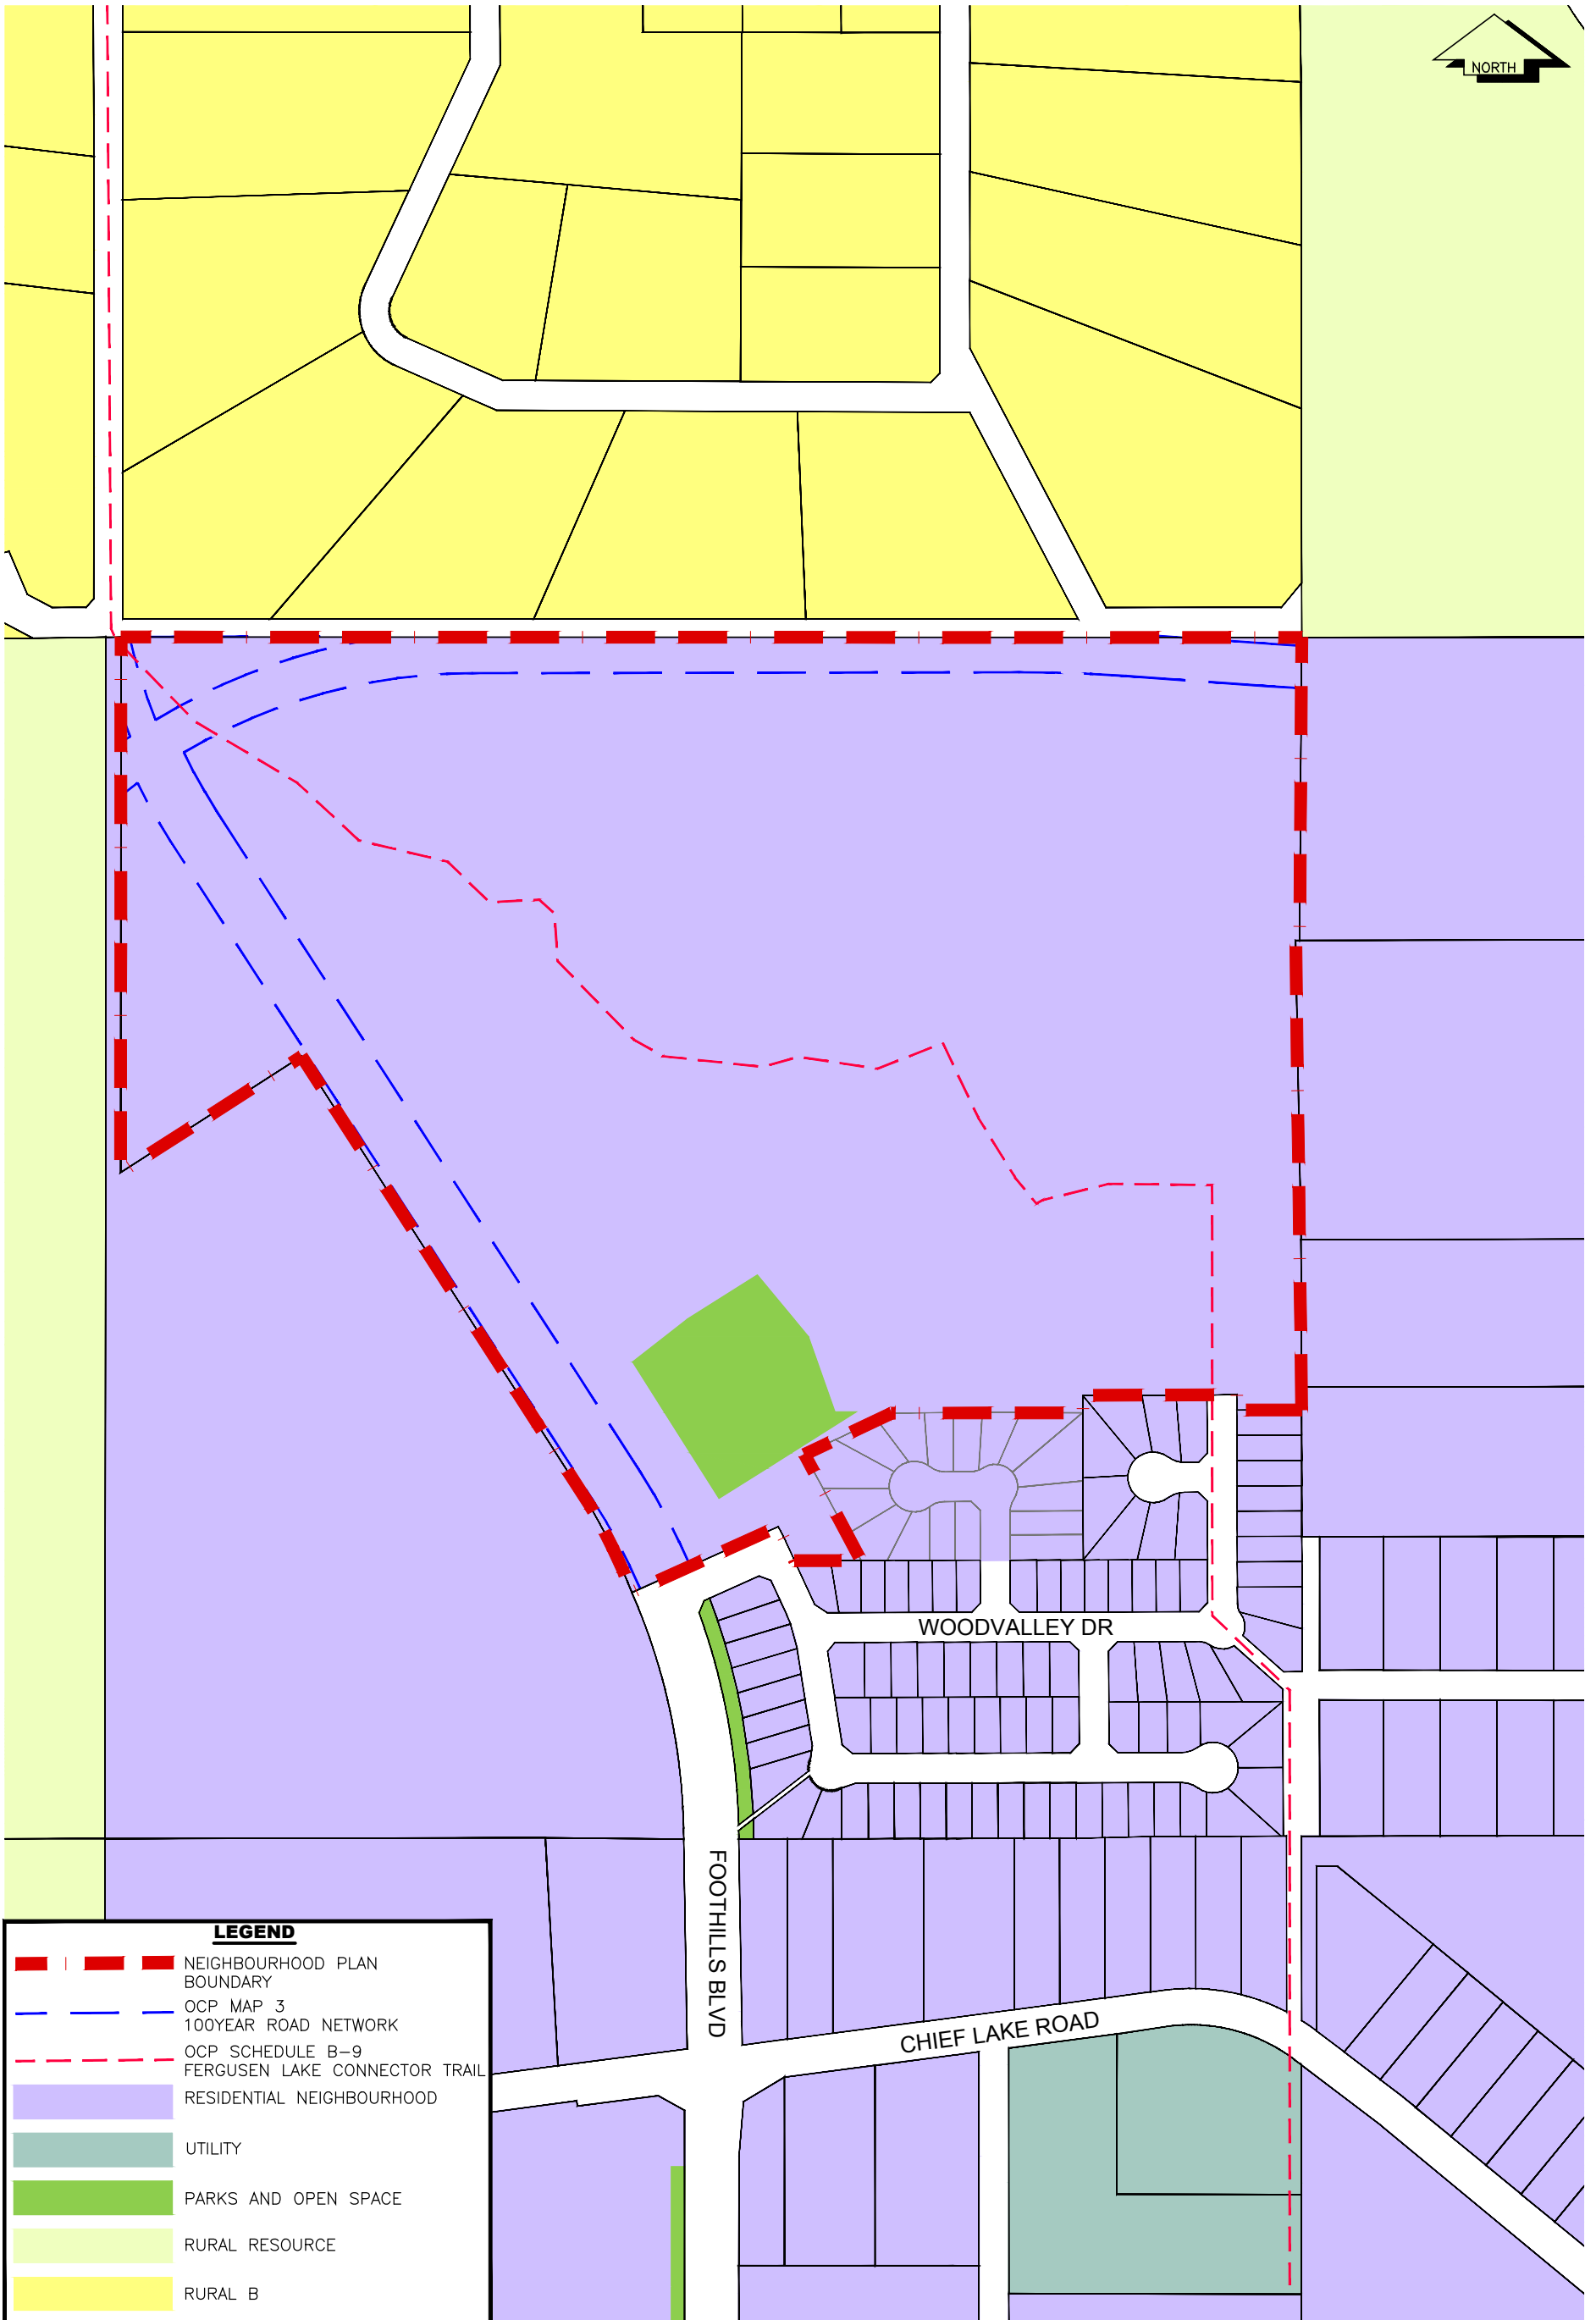 NORTH
WOODVALLEY DR
FOOTHILLS BLVD
CHIEF LAKE ROAD
LEGEND
NEIGHBOURHOOD PLAN
BOUNDARY
OCP MAP 3
100YEAR ROAD NETWORK
OCP SCHEDULE B-9
FERGUSEN LAKE CONNECTOR TRAIL
RESIDENTIAL NEIGHBOURHOOD
UTILITY
PARKS AND OPEN SPACE
RURAL RESOURCE
RURAL B